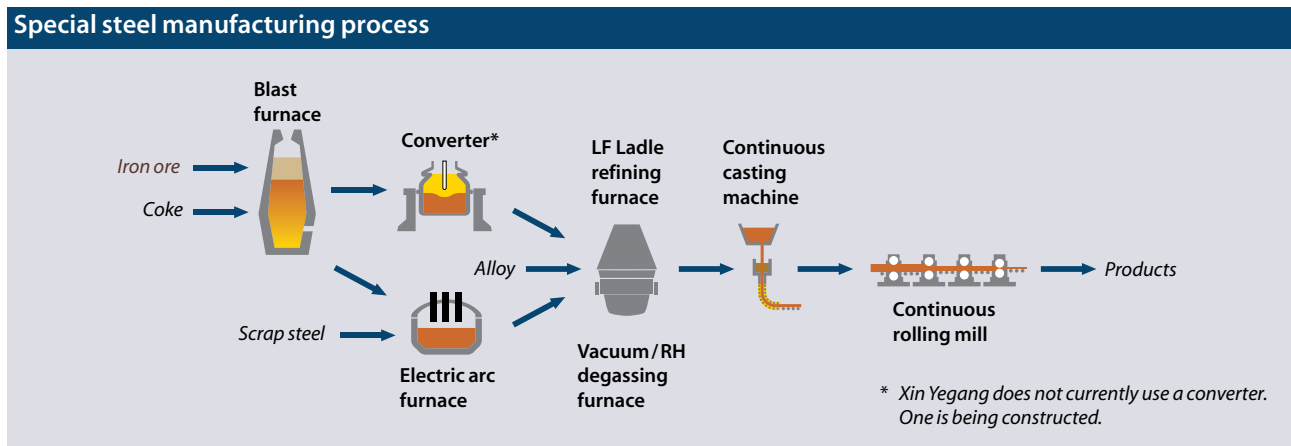 Special steel manufacturing process
Blast
furnace
Iron ore
Coke
Converter*
Scrap steel
Electric arc
furnace
Alloy
LF Ladle
refining
furnace
Vacuum/RH
degassing
furnace
Continuous
casting
machine
Continuous
rolling mill
Products
* Xin Yegang does not currently use a converter.
One is being constructed.